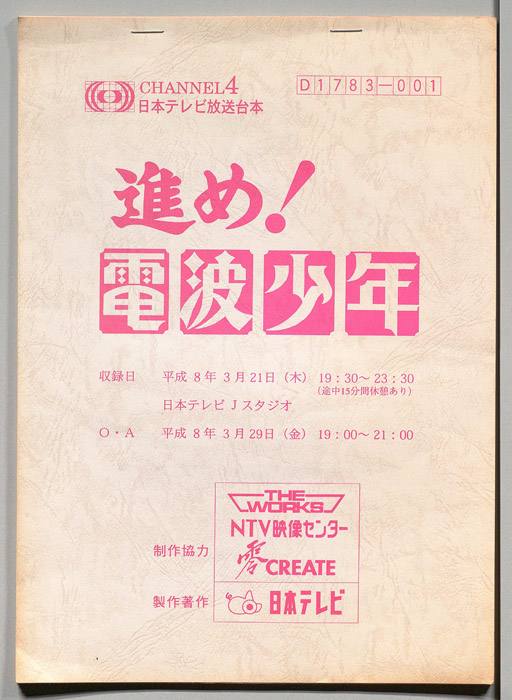 CHANNEL4
日本テレビ放送台本
D1783-001
進め!
電波少年
収録日 平成 8年 3月21日(木) 19:30~23:30
(途中15分間休憩あり)
日本テレビ Jスタジオ
O・A 平成 8年 3月29日(金) 19:00~21:00
THE
WORKS
NTV映像センター
制作協力
零CREATE
製作著作 日本テレビ